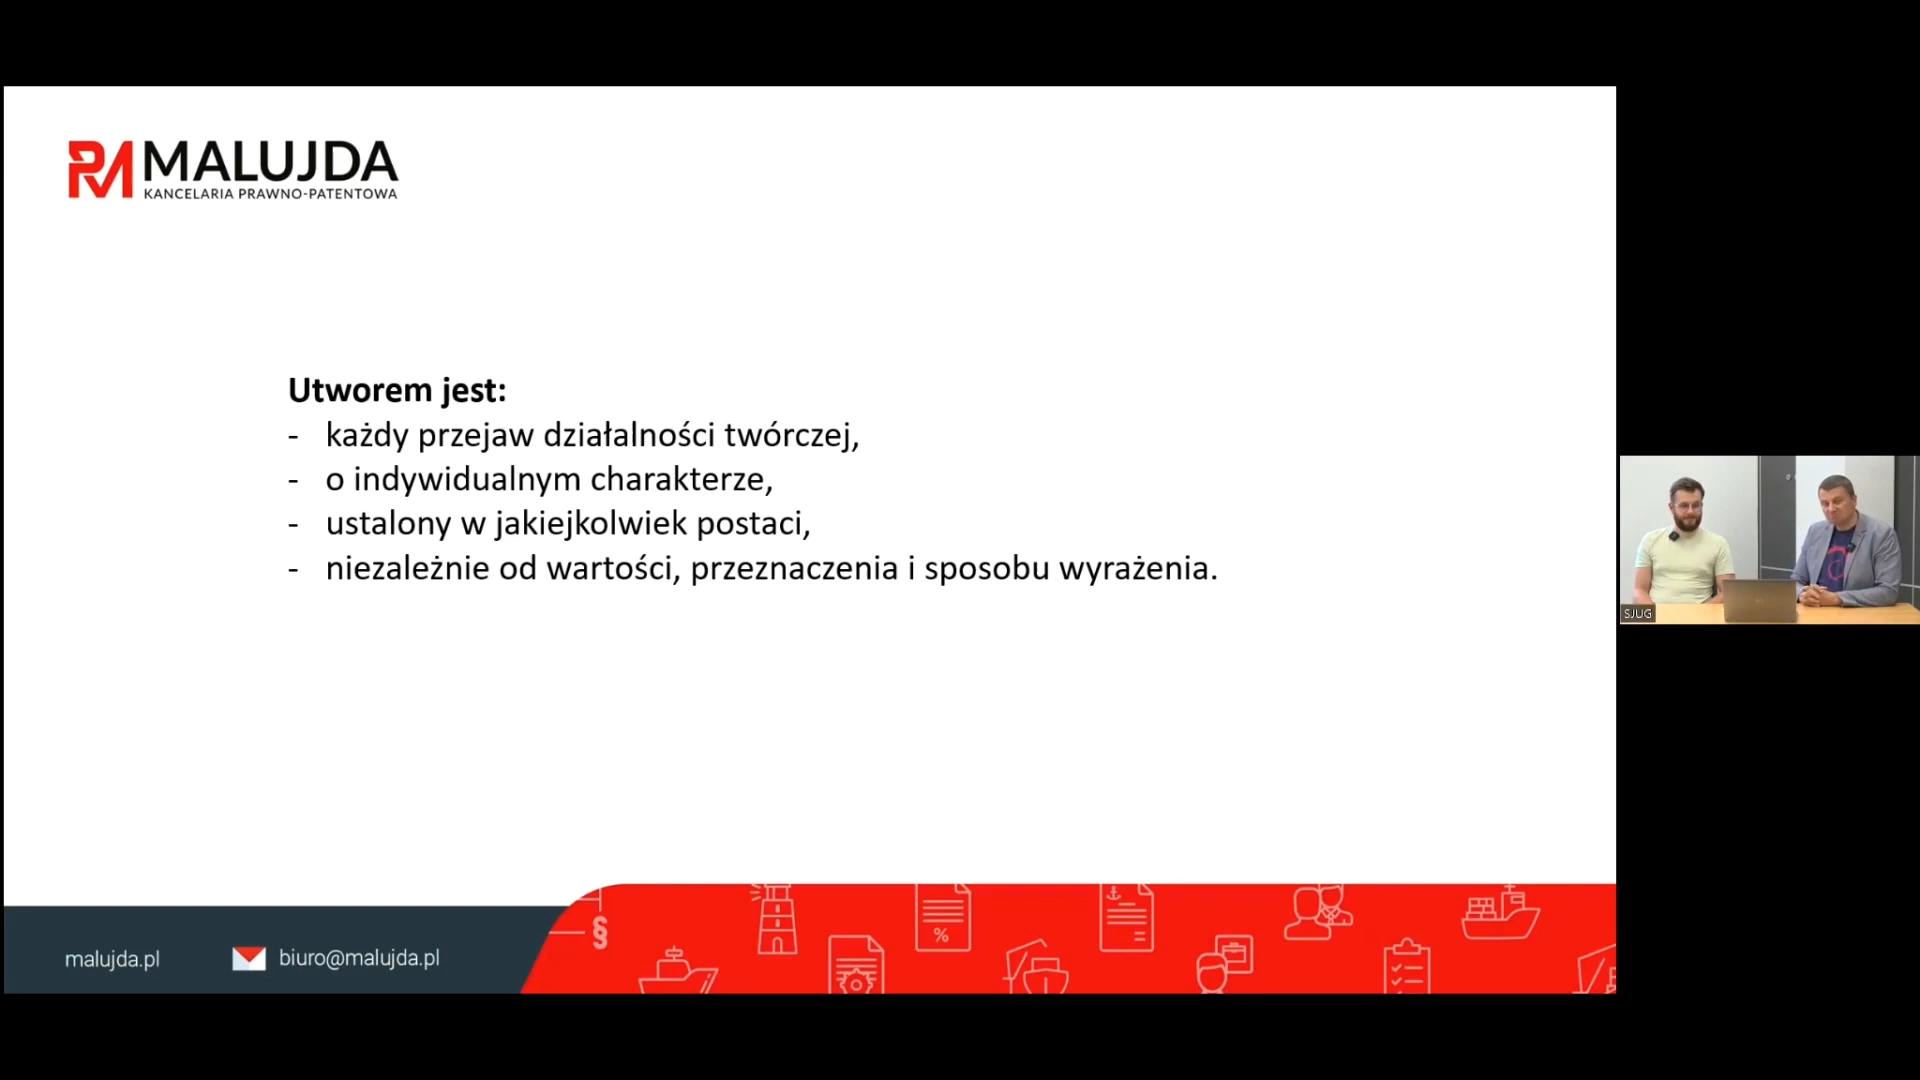 MALUJDA
KANCELARIA PRAWNO-PATENTOWA
Utworem jest:
- każdy przejaw działalności twórczej,
- o indywidualnym charakterze,
- ustalony w jakiejkolwiek postaci,
- niezależnie od wartości, przeznaczenia i sposobu wyrażenia.
SJUG
§
%
malujda.pl
biuro@malujda.pl